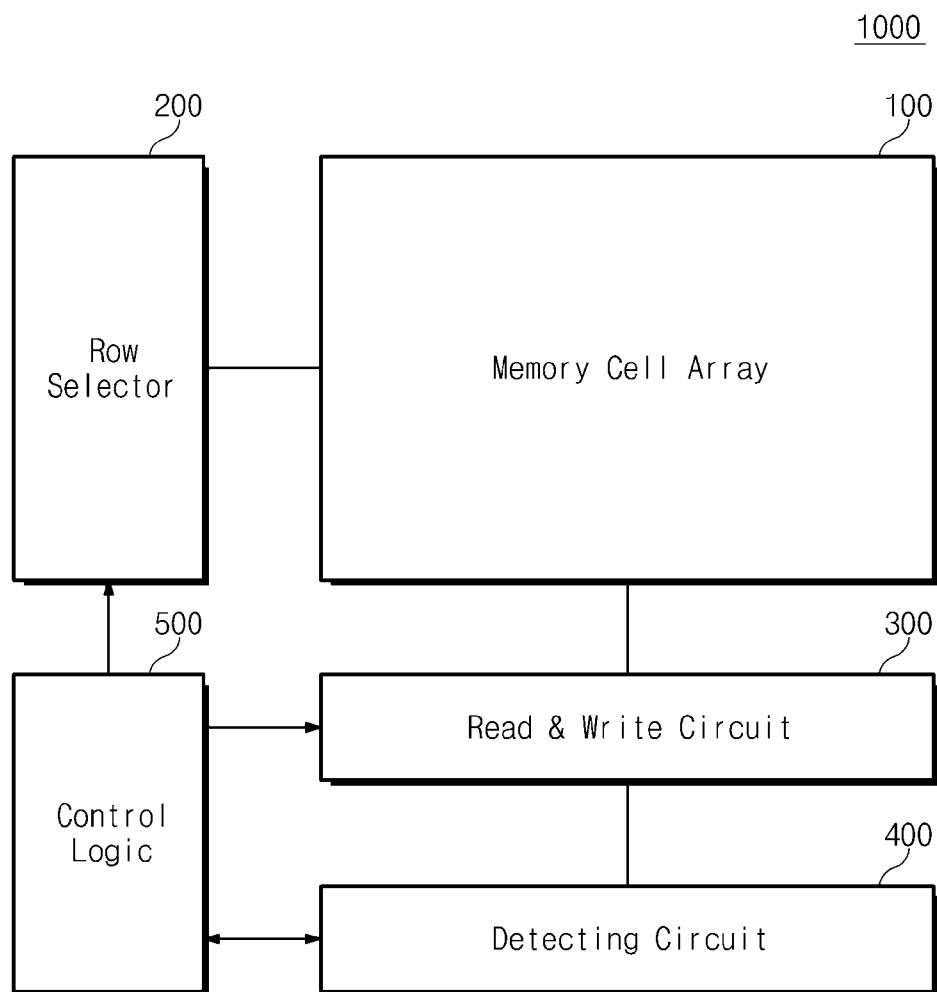 1000
200
100
Row
Selector
Memory Cell Array
500
300
Read & Write Circuit
Control
Logic
400
Detecting Circuit